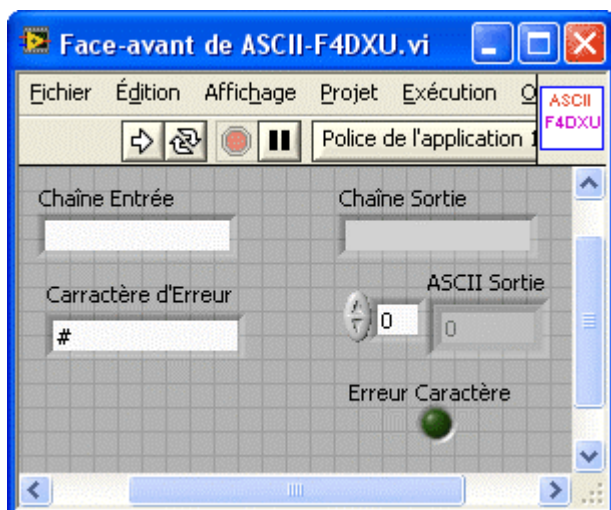 Face-avant de ASCII-F4DXU.vi
Fichier Édition Affichage Projet Exécution O
ASCII
F4DXU
Police de l'application 1
Chaîne Entrée
Chaîne Sortie
Carractère d'Erreur
#
ASCII Sortie
0
0
Erreur Caractère